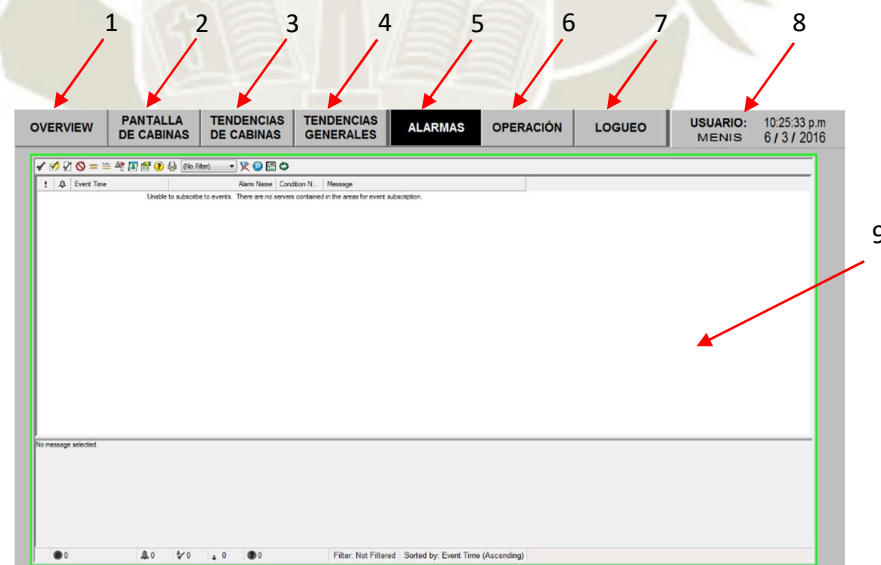 1 2 3 4 5 6 7 8
OVERVIEW
PANTALLA DE CABINAS
TENDENCIAS DE CABINAS
TENDENCIAS GENERALES
ALARMAS
OPERACIÓN
LOGUEO
USUARIO: 10:25:33 p.m
MENIS 6 / 3 / 2016
(No Filter)
! Event Time Alarm Name Condition N... Message
Unable to subscribe to events. There are no servers contained in the areas for event subscription.
9
No message selected.
0 0 0 0 0 Filter: Not Filtered Sorted by: Event Time (Ascending)